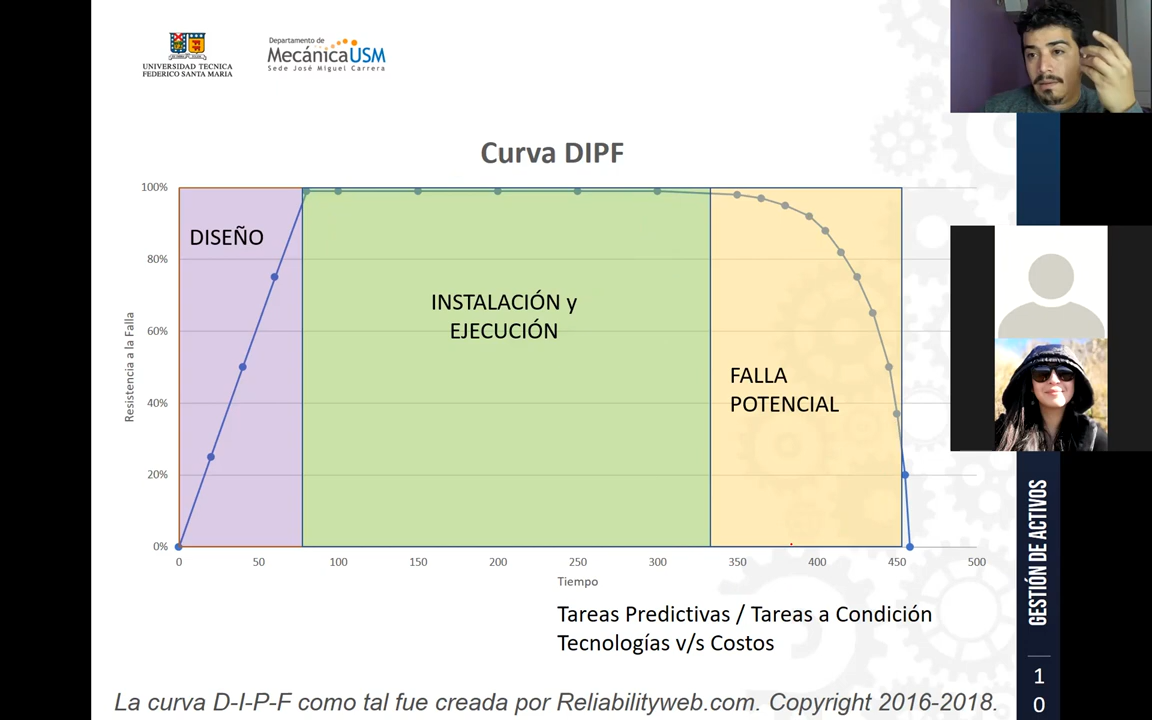 UNIVERSIDAD TECNICA
FEDERICO SANTA MARIA
Departamento de
MecánicaUSM
Sede José Miguel Carrera
Curva DIPF
100%
80%
60%
40%
20%
0%
Resistencia a la Falla
DISEÑO
INSTALACIÓN y
EJECUCIÓN
FALLA
POTENCIAL
0 50 100 150 200 250 300 350 400 450 500
Tiempo
Tareas Predictivas / Tareas a Condición
Tecnologías v/s Costos
La curva D-I-P-F como tal fue creada por Reliabilityweb.com. Copyright 2016-2018.
GESTIÓN DE ACTIVOS
1
0